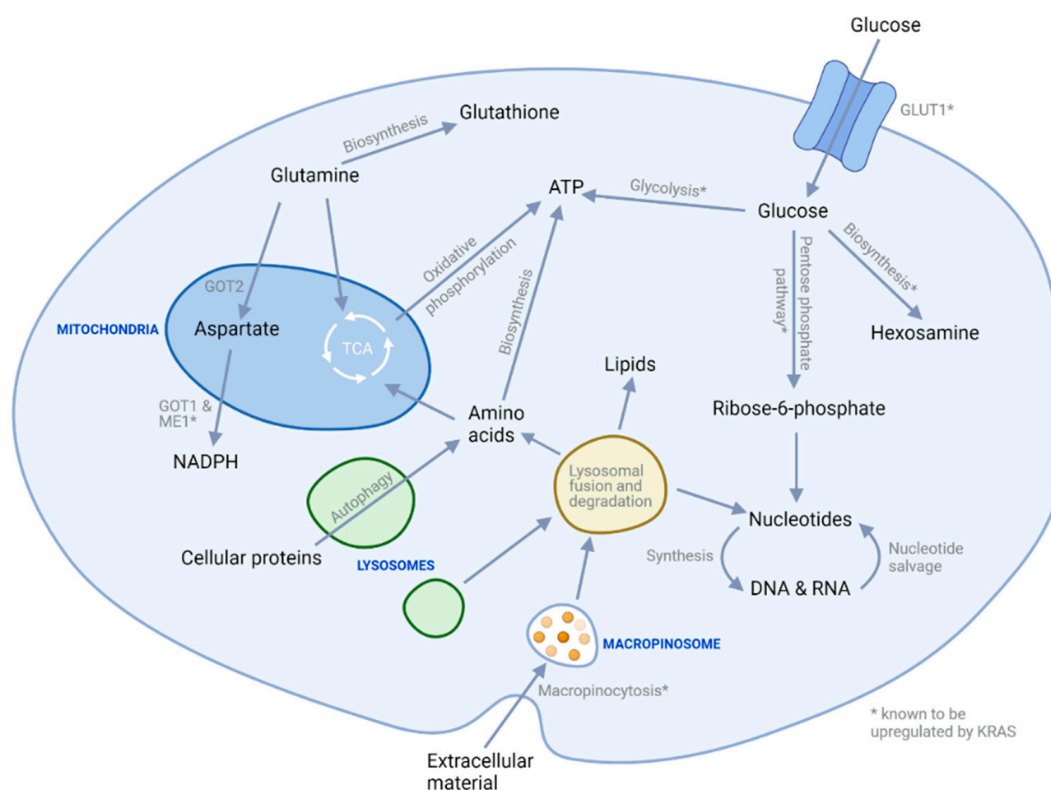 Glucose
GLUT1*
Glutathione
Biosynthesis
Glutamine
ATP
Glycolysis*
Glucose
Oxidative
phosphorylation
Biosynthesis
Pentose phosphate
pathway*
Biosynthesis*
Hexosamine
GOT2
MITOCHONDRIA
Aspartate
TCA
Lipids
GOT1 &
ME1*
Amino
acids
Ribose-6-phosphate
NADPH
Lysosomal
fusion and
degradation
Autophagy
Nucleotides
Cellular proteins
LYSOSOMES
Synthesis
Nucleotide
salvage
DNA & RNA
MACROPINOSOME
Macropinocytosis*
Extracellular
material
* known to be
upregulated by KRAS